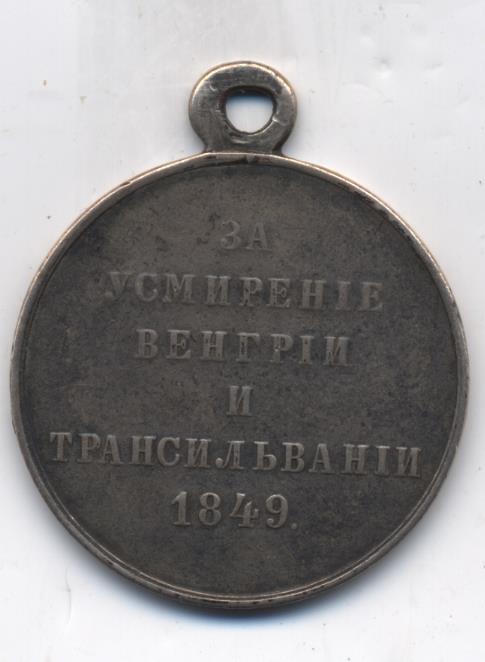 ЗА
УСМИРЕНІЕ
ВЕНГРІИ
И
ТРАНСИЛЬВАНІИ
1849.